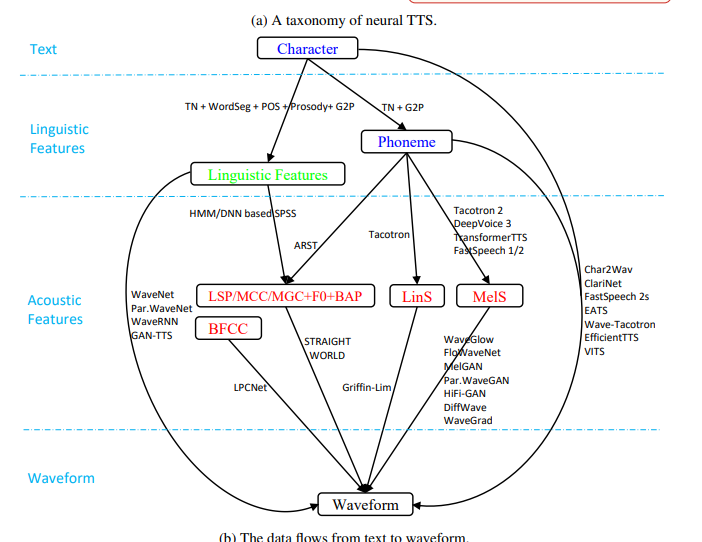 (a) A taxonomy of neural TTS.
Text
Character
TN + WordSeg + POS + Prosody+ G2P
TN + G2P
Linguistic
Features
Phoneme
Linguistic Features
HMM/DNN based SPSS
Tacotron 2
DeepVoice 3
TransformerTTS
FastSpeech 1/2
Tacotron
ARST
Acoustic
Features
WaveNet
Par.WaveNet
WaveRNN
GAN-TTS
LSP/MCC/MGC+F0+BAP
LinS
MelS
BFCC
Char2Wav
ClariNet
FastSpeech 2s
EATS
Wave-Tacotron
EfficientTTS
VITS
STRAIGHT
WORLD
WaveGlow
FloWaveNet
MelGAN
Par.WaveGAN
HiFi-GAN
DiffWave
WaveGrad
LPCNet
Griffin-Lim
Waveform
Waveform
(b) The data flows from text to waveform.